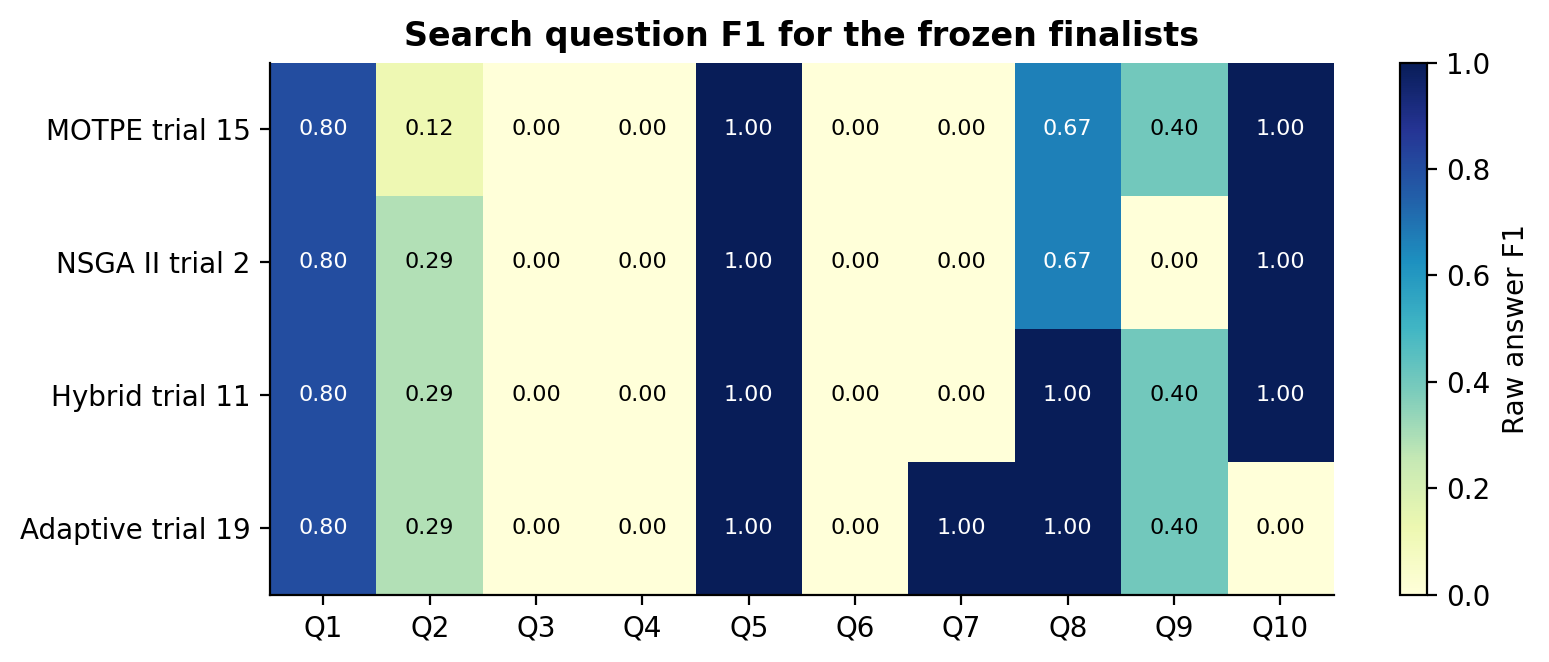 Search question F1 for the frozen finalists
MOTPE trial 15 0.80 0.12 0.00 0.00 1.00 0.00 0.00 0.67 0.40 1.00
NSGA II trial 2 0.80 0.29 0.00 0.00 1.00 0.00 0.00 0.67 0.00 1.00
Hybrid trial 11 0.80 0.29 0.00 0.00 1.00 0.00 0.00 1.00 0.40 1.00
Adaptive trial 19 0.80 0.29 0.00 0.00 1.00 0.00 1.00 1.00 0.40 0.00
Q1 Q2 Q3 Q4 Q5 Q6 Q7 Q8 Q9 Q10
1.0
0.8
0.6
0.4
0.2
0.0
Raw answer F1